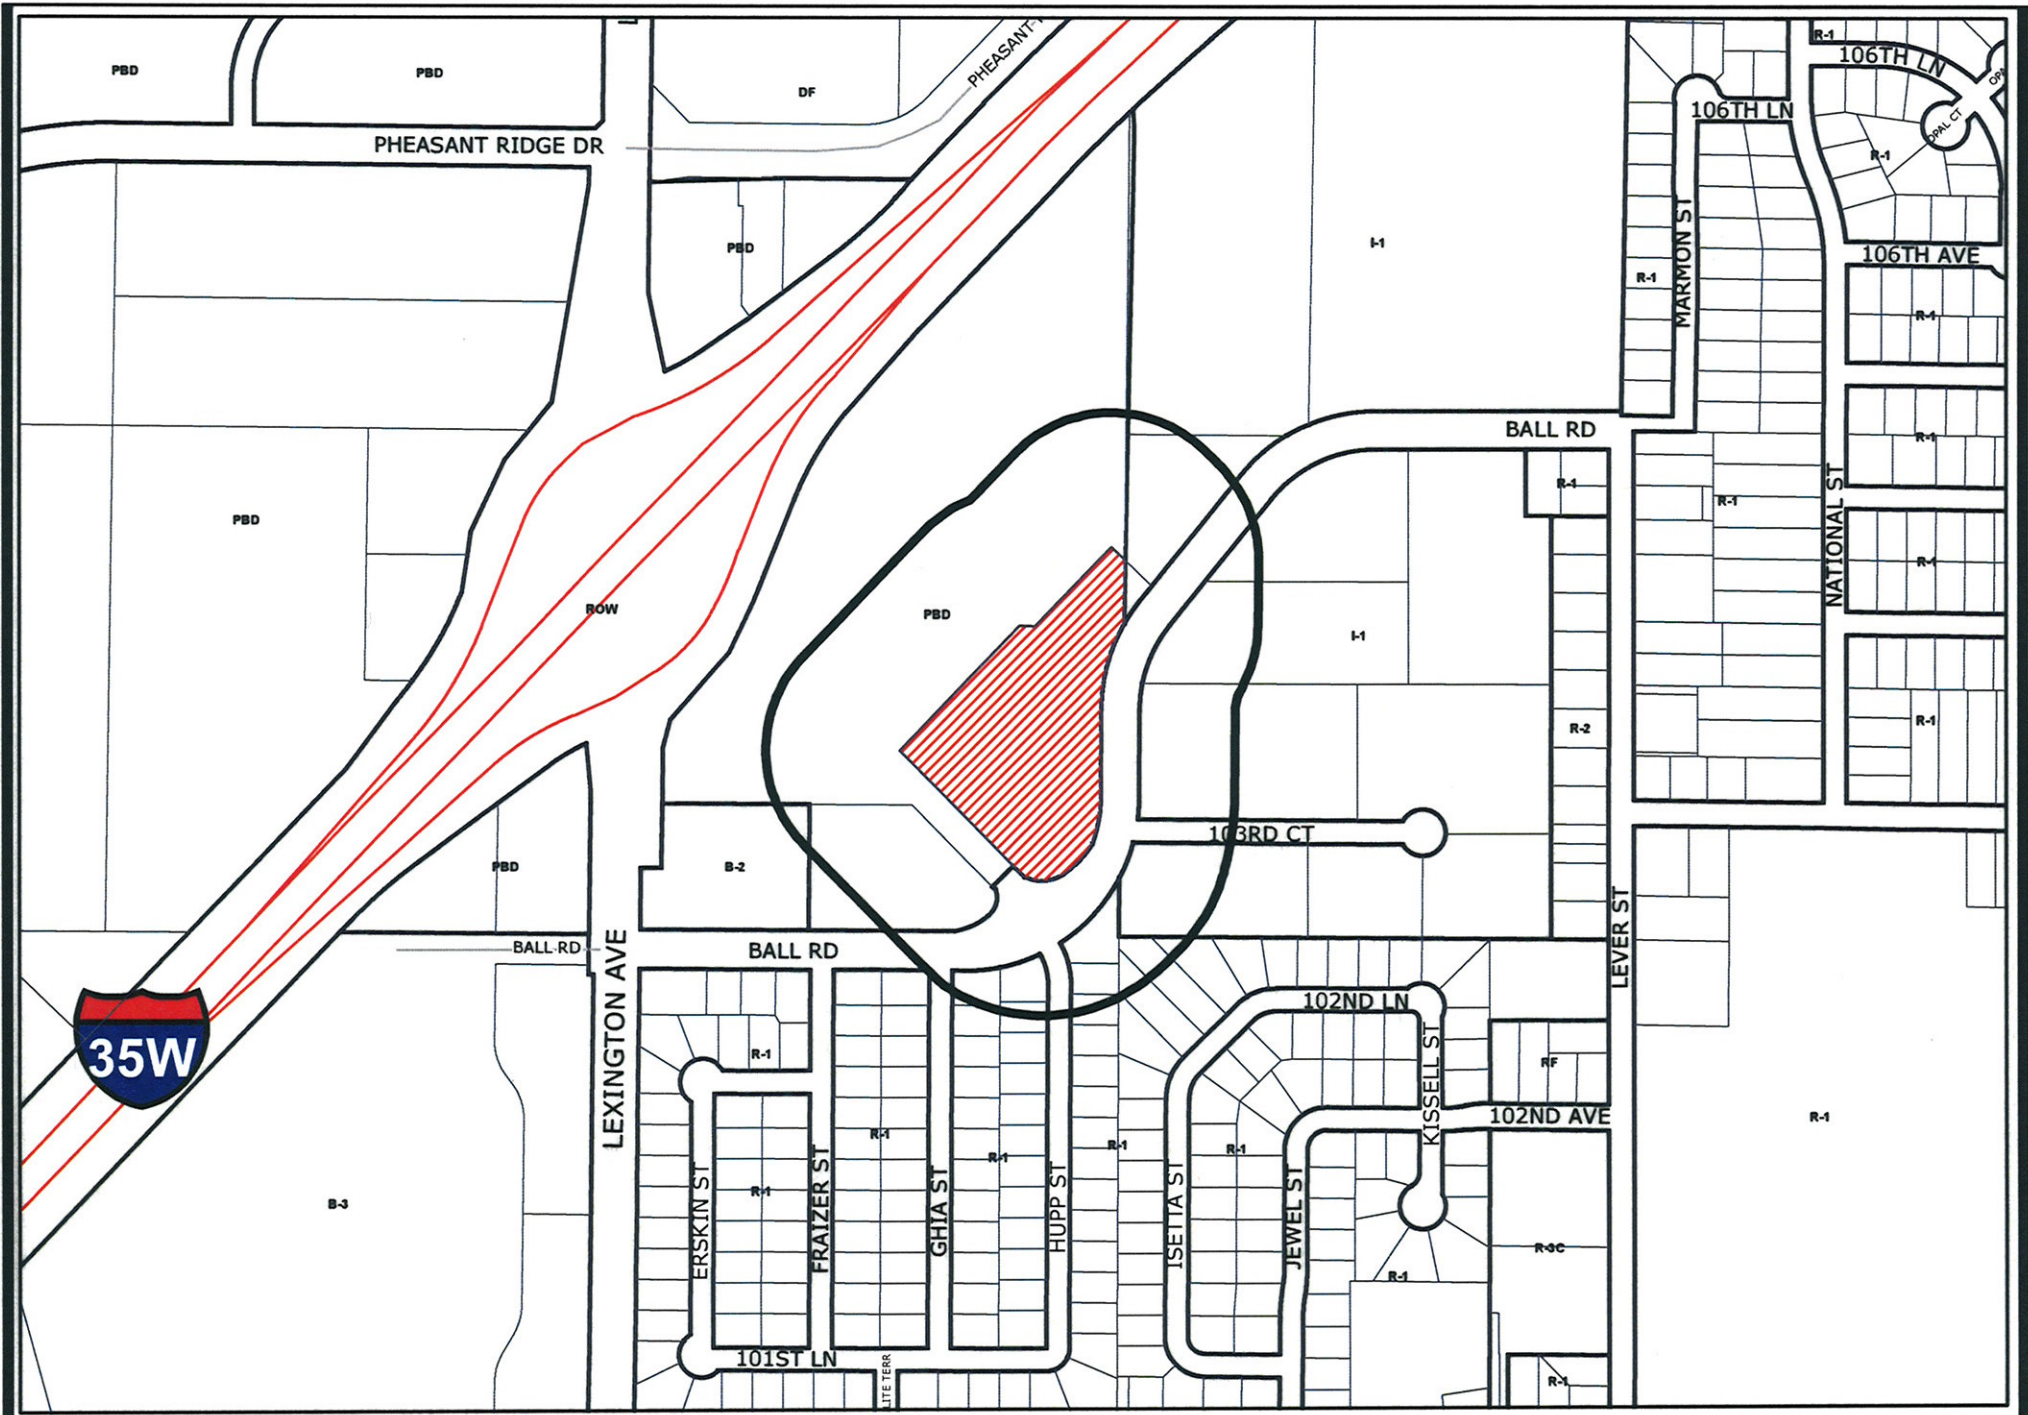 R-1
106TH LN
PBD
PBD
DF
PHEASANT
106TH LN
OPAL CT
PHEASANT RIDGE DR
R-1
PBD
I-1
R-1
MARMON ST
106TH AVE
R-1
BALL RD
R-1
R-1
R-1
NATIONAL ST
PBD
R-1
ROW
PBD
I-1
R-1
R-2
103RD CT
PBD
B-2
LEVER ST
BALL RD
BALL RD
LEXINGTON AVE
102ND LN
35W
R-1
KISSELL ST
RF
102ND AVE
R-1
R-1
R-1
R-1
R-1
R-1
B-3
ERSKIN ST
FRAIZER ST
GHIA ST
HUPP ST
ISETTA ST
JEWEL ST
R-3C
R-1
101ST LN
LITE TERR
R-1